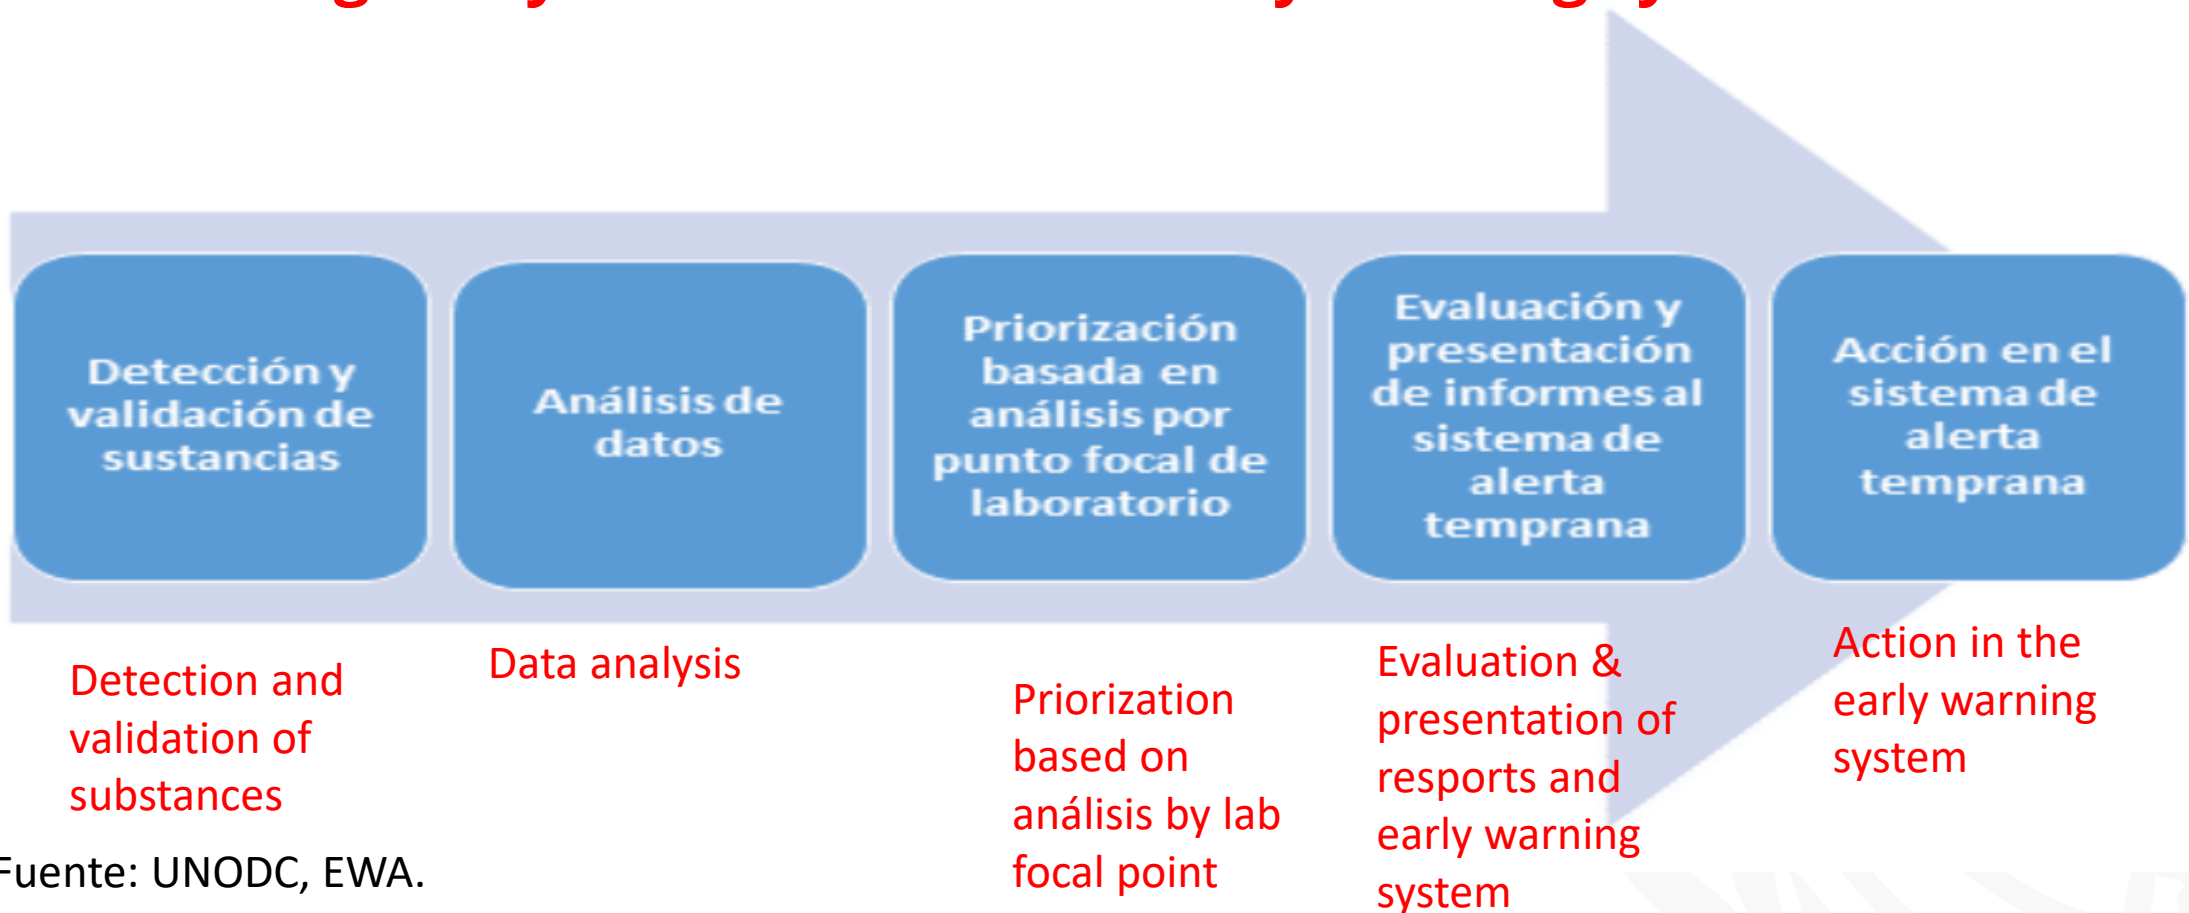 Detección y
validación de
sustancias
Análisis de
datos
Priorización
basada en
análisis por
punto focal de
laboratorio
Evaluación y
presentación
de informes al
sistema de
alerta
temprana
Acción en el
sistema de
alerta
temprana
Detection and
validation of
substances
Data analysis
Priorization
based on
análisis by lab
focal point
Evaluation &
presentation of
resports and
early warning
system
Action in the
early warning
system
Fuente: UNODC, EWA.